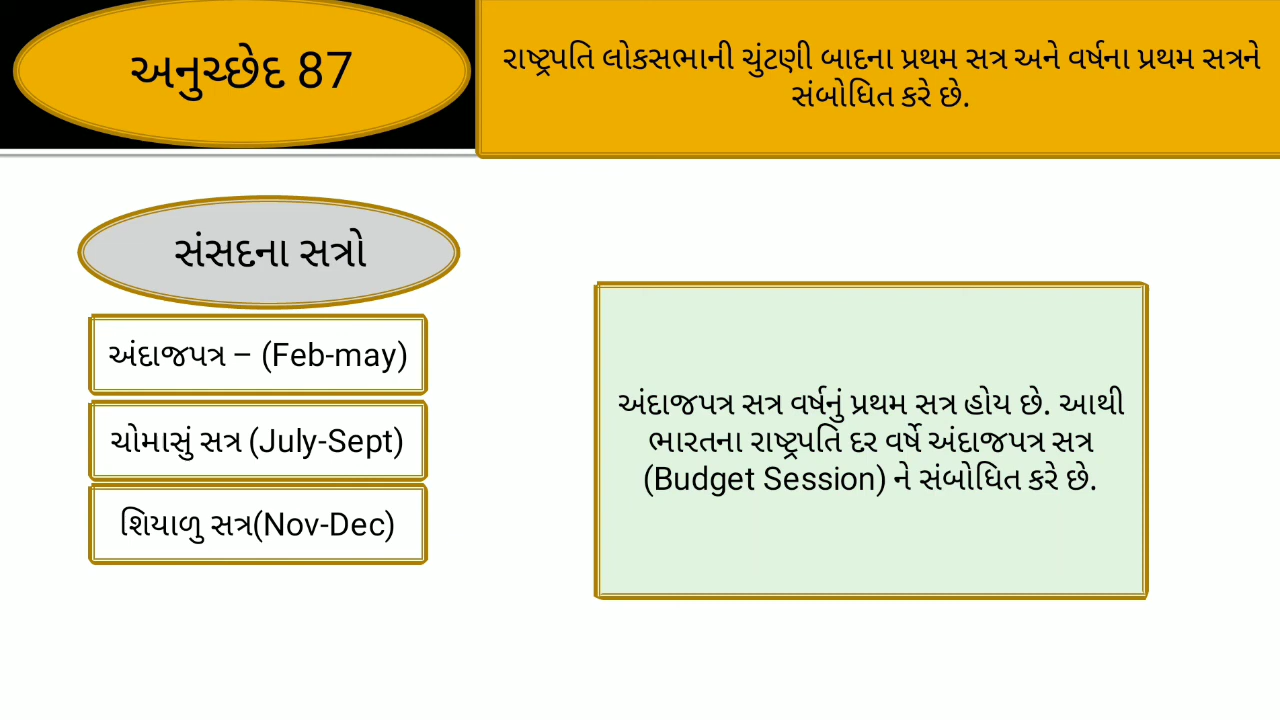 અનુચ્છેદ 87
રાષ્ટ્રપતિ લોકસભાની ચુંટણી બાદના પ્રથમ સત્ર અને વર્ષના પ્રથમ સત્રને
સંબોધિત કરે છે.
સંસદના સત્રો
અંદાજપત્ર – (Feb-may)
ચોમાસું સત્ર (July-Sept)
શિયાળુ સત્ર(Nov-Dec)
અંદાજપત્ર સત્ર વર્ષનું પ્રથમ સત્ર હોય છે. આથી
ભારતના રાષ્ટ્રપતિ દર વર્ષે અંદાજપત્ર સત્ર
(Budget Session) ને સંબોધિત કરે છે.